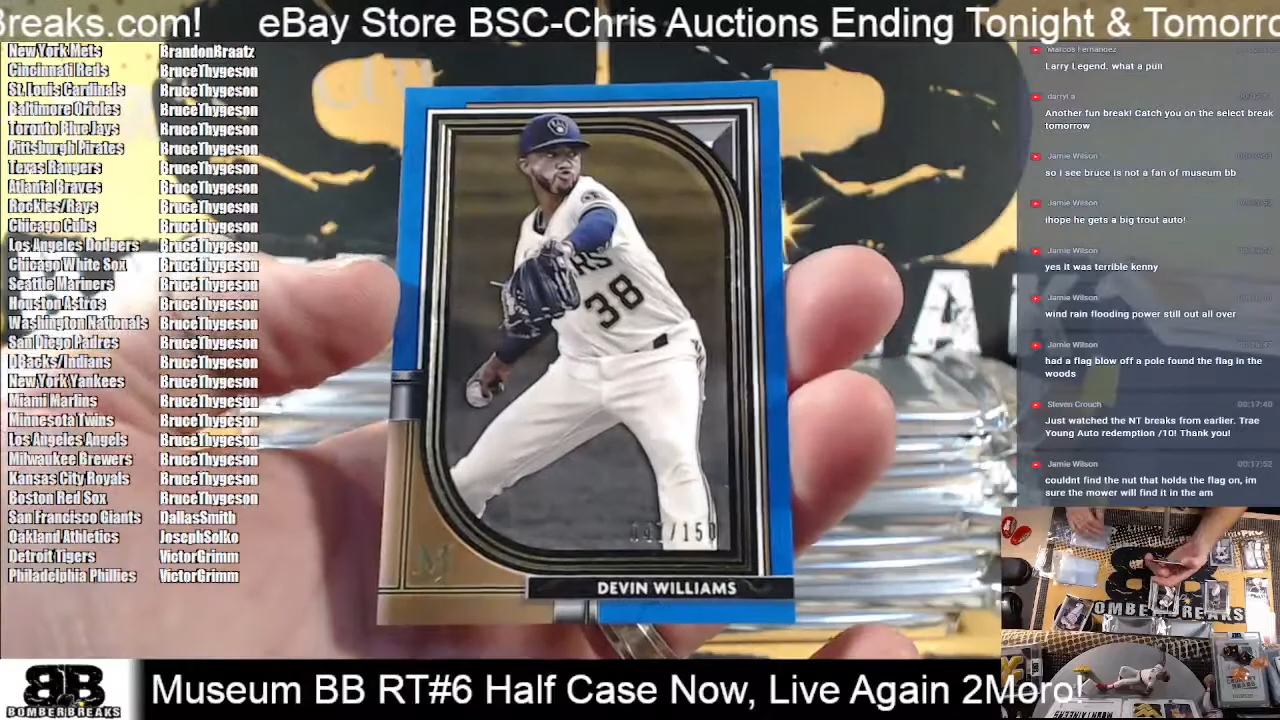 Breaks.com! eBay Store BSC-Chris Auctions Ending Tonight & Tomorro
New York Mets BrandonBraatz
Cincinnati Reds BruceThygeson
St. Louis Cardinals BruceThygeson
Baltimore Orioles BruceThygeson
Toronto Blue Jays BruceThygeson
Pittsburgh Pirates BruceThygeson
Texas Rangers BruceThygeson
Atlanta Braves BruceThygeson
Rockies/Rays BruceThygeson
Chicago Cubs BruceThygeson
Los Angeles Dodgers BruceThygeson
Chicago White Sox BruceThygeson
Seattle Mariners BruceThygeson
Houston Astros BruceThygeson
Washington Nationals BruceThygeson
San Diego Padres BruceThygeson
DBacks/Indians BruceThygeson
New York Yankees BruceThygeson
Miami Marlins BruceThygeson
Minnesota Twins BruceThygeson
Los Angeles Angels BruceThygeson
Milwaukee Brewers BruceThygeson
Kansas City Royals BruceThygeson
Boston Red Sox BruceThygeson
San Francisco Giants DallasSmith
Oakland Athletics JosephSolko
Detroit Tigers VictorGrimm
Philadelphia Phillies VictorGrimm
RS
38
/150
M
DEVIN WILLIAMS
Marcos Fernandez
Larry Legend. what a pull
darryl a
Another fun break! Catch you on the select break
tomorrow
Jamie Wilson
so i see bruce is not a fan of museum bb
Jamie Wilson
ihope he gets a big trout auto!
Jamie Wilson
yes it was terrible kenny
Jamie Wilson
wind rain flooding power still out all over
Jamie Wilson
had a flag blow off a pole found the flag in the
woods
Steven Crouch 00:17:40
Just watched the NT breaks from earlier. Trae
Young Auto redemption /10! Thank you!
Jamie Wilson 00:17:52
couldnt find the nut that holds the flag on, im
sure the mower will find it in the am
BB
OMBERBREAKS
BB
BOMBERBREAKS
Museum BB RT#6 Half Case Now, Live Again 2Moro!